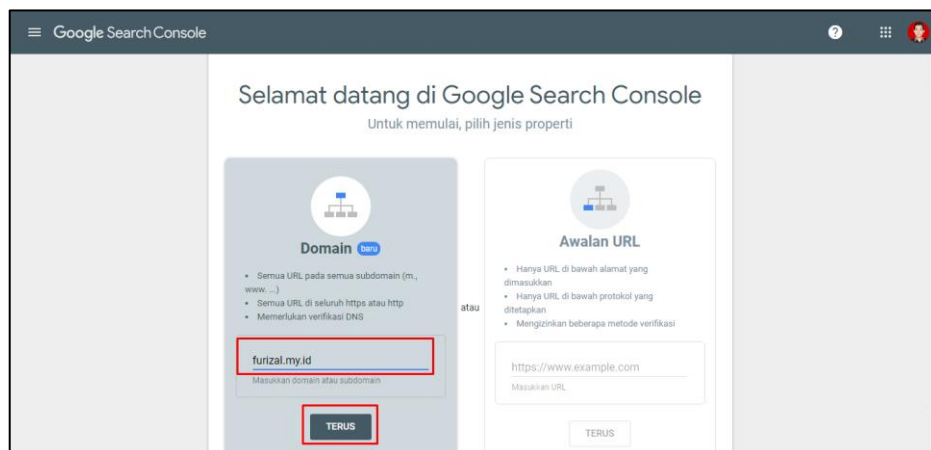 Google Search Console
Selamat datang di Google Search Console
Untuk memulai, pilih jenis properti
Domain baru
• Semua URL pada semua subdomain (m.,
www. ...)
• Semua URL di seluruh https atau http
• Memerlukan verifikasi DNS
furizal.my.id
Masukkan domain atau subdomain
TERUS
atau
Awalan URL
• Hanya URL di bawah alamat yang
dimasukkan
• Hanya URL di bawah protokol yang
ditetapkan
• Mengizinkan beberapa metode verifikasi
https://www.example.com
Masukkan URL
TERUS